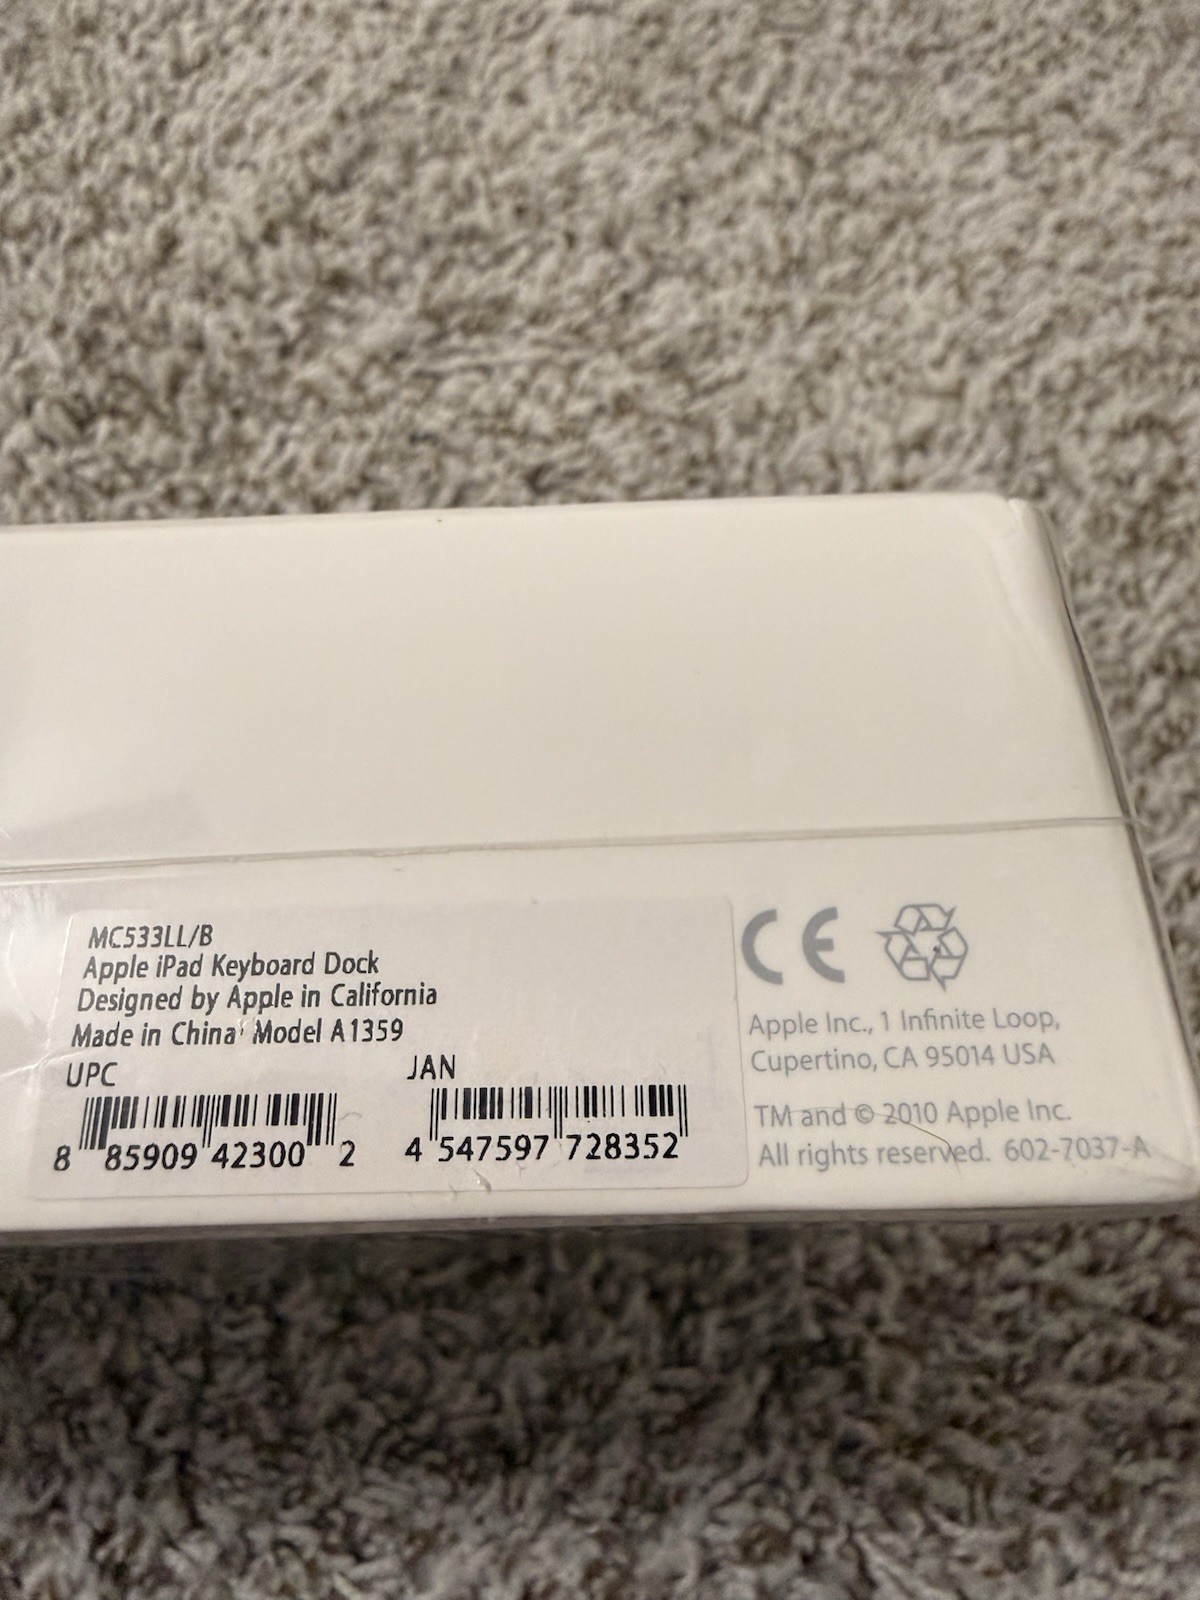 MC533LL/B
Apple iPad Keyboard Dock
Designed by Apple in California
Made in China Model A1359
UPC
8 85909 42300 2
JAN
4 547597 728352
CE
Apple Inc., 1 Infinite Loop,
Cupertino, CA 95014 USA
TM and © 2010 Apple Inc.
All rights reserved. 602-7037-A